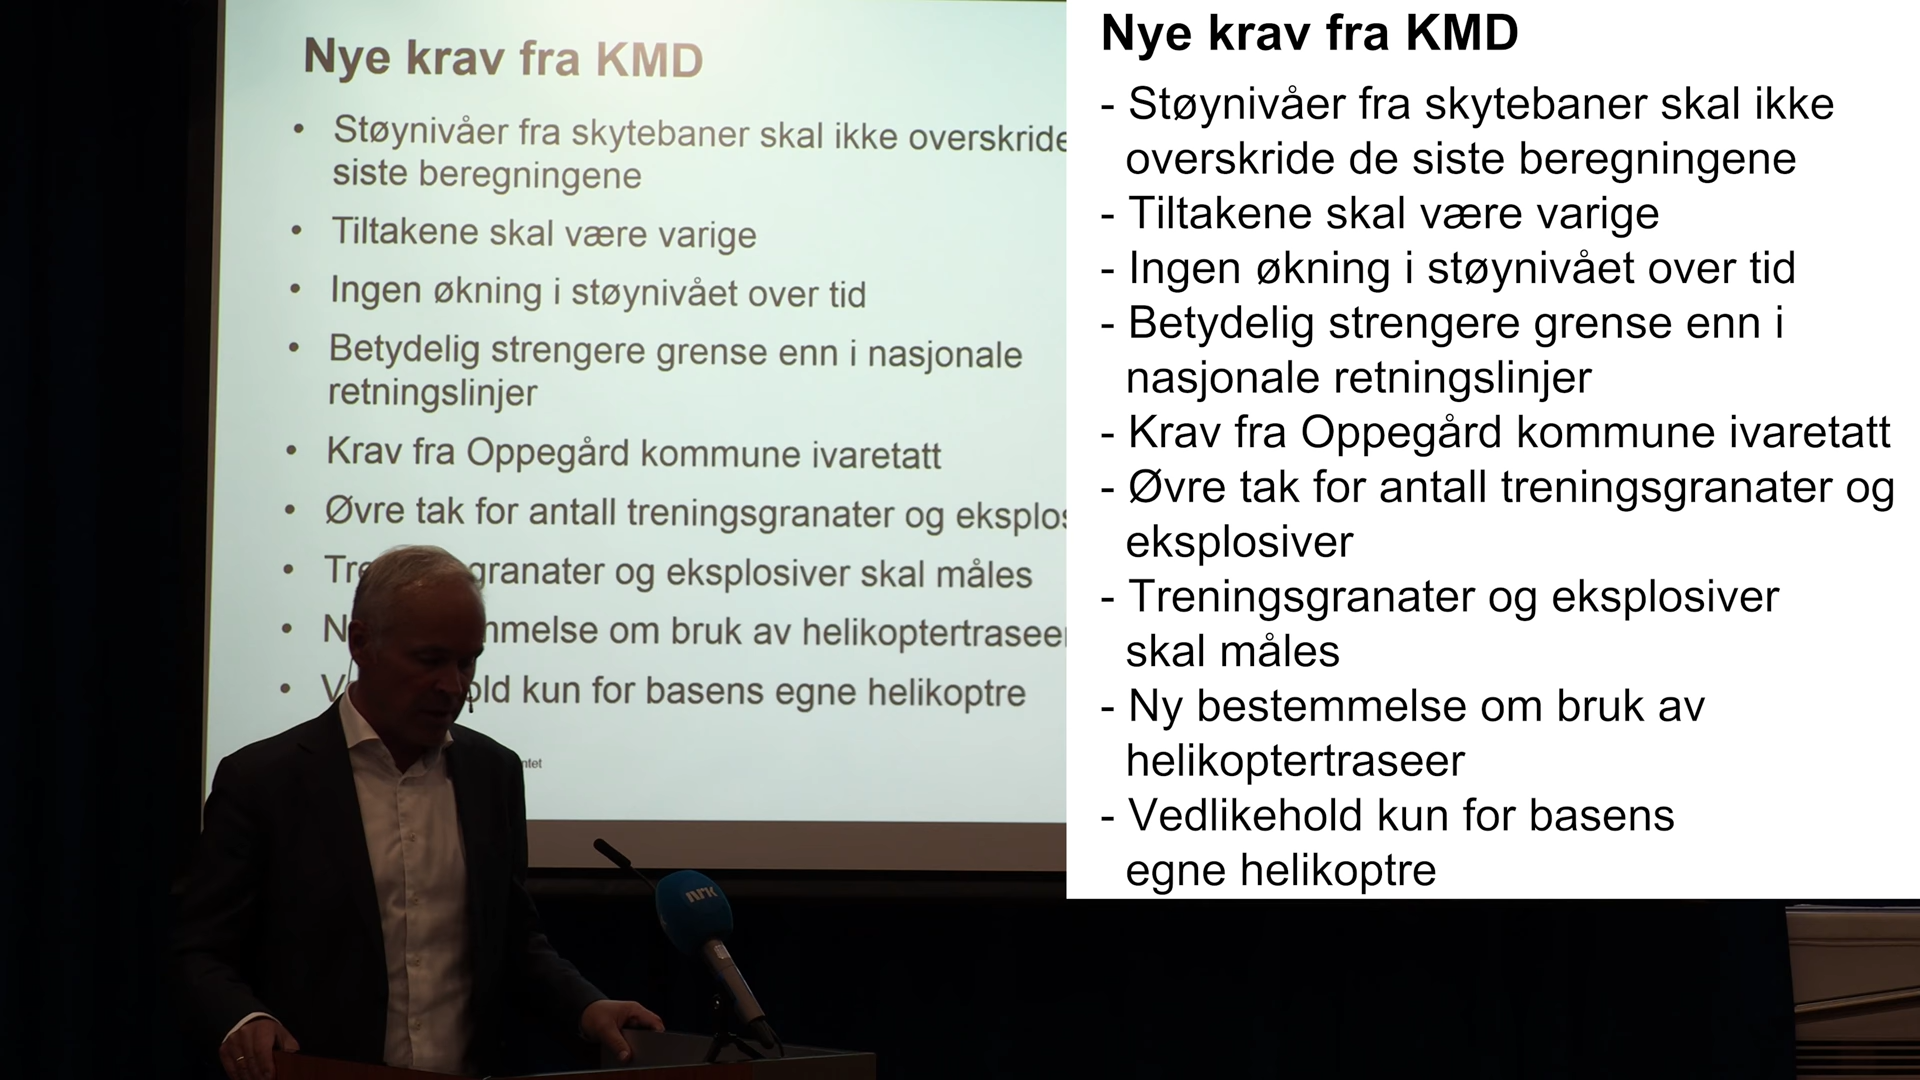 Nye krav fra KMD
• Støynivåer fra skytebaner skal ikke overskride
siste beregningene
• Tiltakene skal være varige
• Ingen økning i støynivået over tid
• Betydelig strengere grense enn i nasjonale
retningslinjer
• Krav fra Oppegård kommune ivaretatt
• Øvre tak for antall treningsgranater og
• granater og eksplosiver skal måles
• om bruk av helikoptertraseer
• kun for basens egne helikoptre
NRK
Nye krav fra KMD
- Støynivåer fra skytebaner skal ikke
overskride de siste beregningene
- Tiltakene skal være varige
- Ingen økning i støynivået over tid
- Betydelig strengere grense enn i
nasjonale retningslinjer
- Krav fra Oppegård kommune ivaretatt
- Øvre tak for antall treningsgranater og
eksplosiver
- Treningsgranater og eksplosiver
skal måles
- Ny bestemmelse om bruk av
helikoptertraseer
- Vedlikehold kun for basens
egne helikoptre